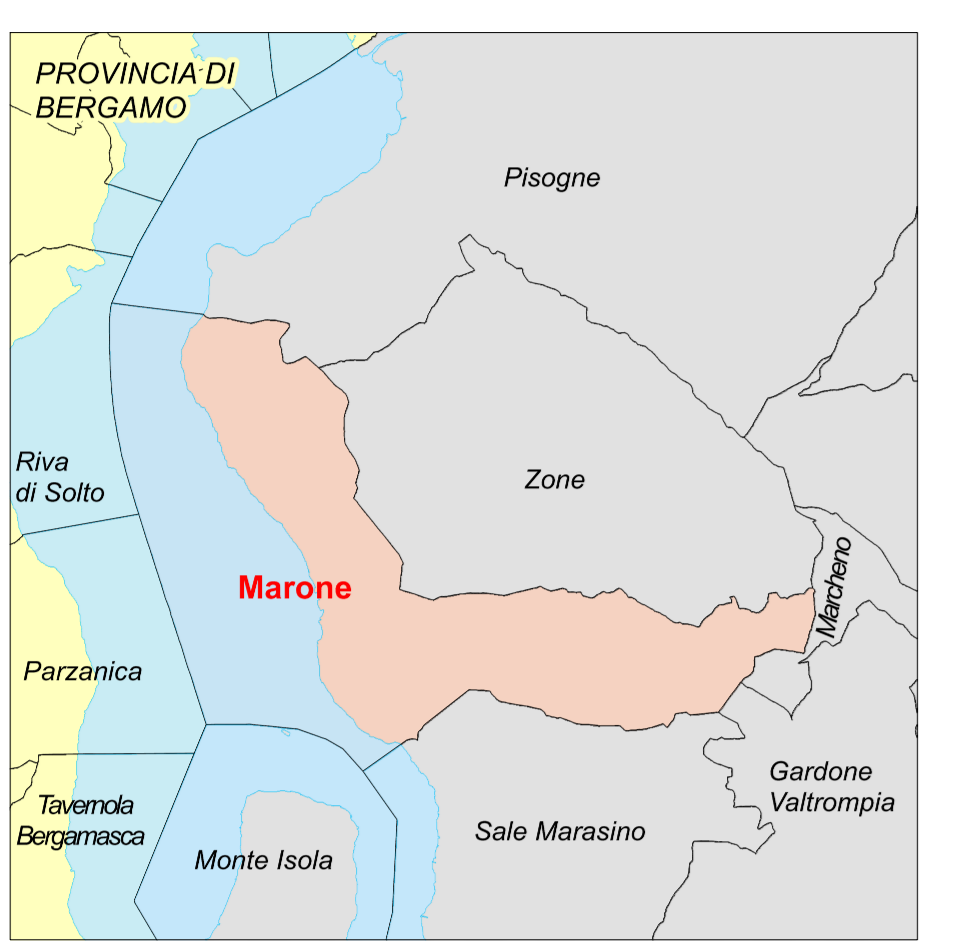 PROVINCIA DI
BERGAMO
Pisogne
Riva
di Solto
Zone
Marone
Marcheno
Parzanica
Gardone
Valtrompia
Tavernola
Bergamasca
Sale Marasino
Monte Isola